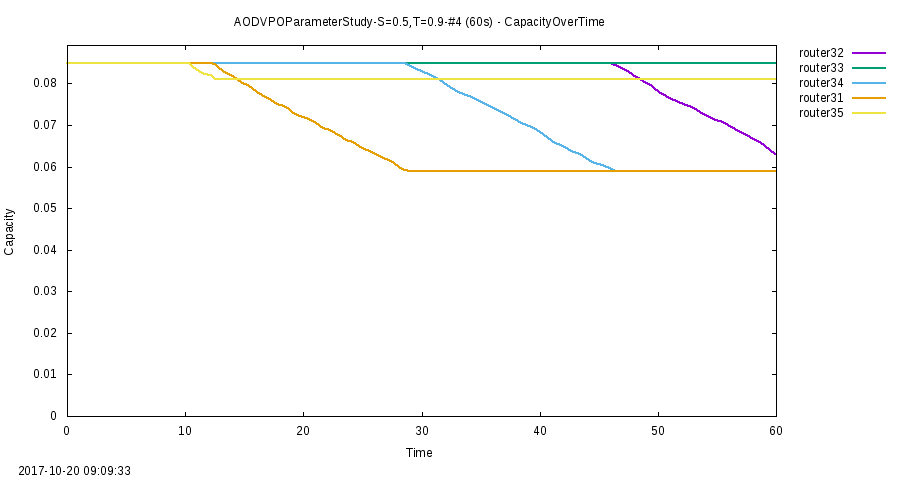 AODVPOParameterStudy-S=0.5,T=0.9-#4 (60s) - CapacityOverTime
router32
router33
router34
router31
router35
0.08
0.07
0.06
0.05
0.04
0.03
0.02
0.01
0
Capacity
0 10 20 30 40 50 60
Time
2017-10-20 09:09:33